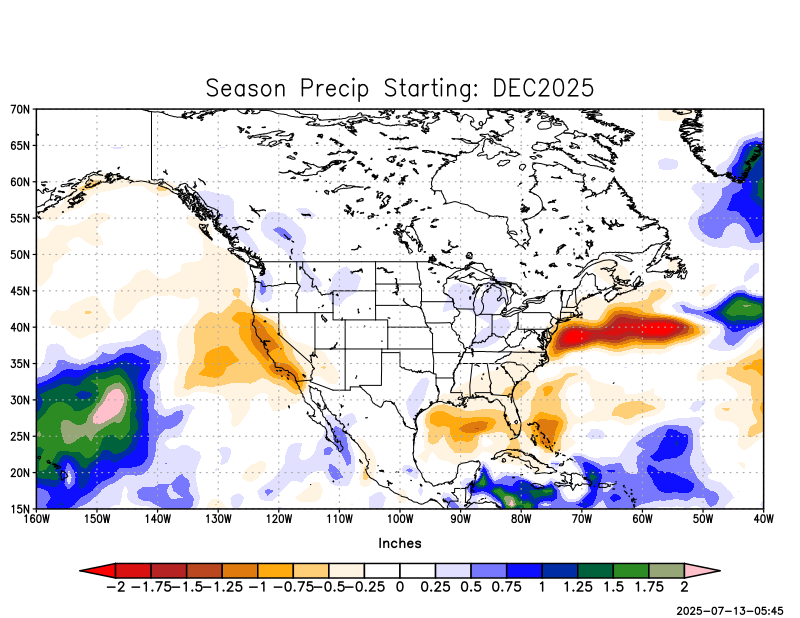 Season Precip Starting: DEC2025
70N
65N
60N
55N
50N
45N
40N
35N
30N
25N
20N
15N
160W 150W 140W 130W 120W 110W 100W 90W 80W 70W 60W 50W 40W
Inches
-2 -1.75 -1.5 -1.25 -1 -0.75 -0.5 -0.25 0 0.25 0.5 0.75 1 1.25 1.5 1.75 2
2025-07-13-05:45